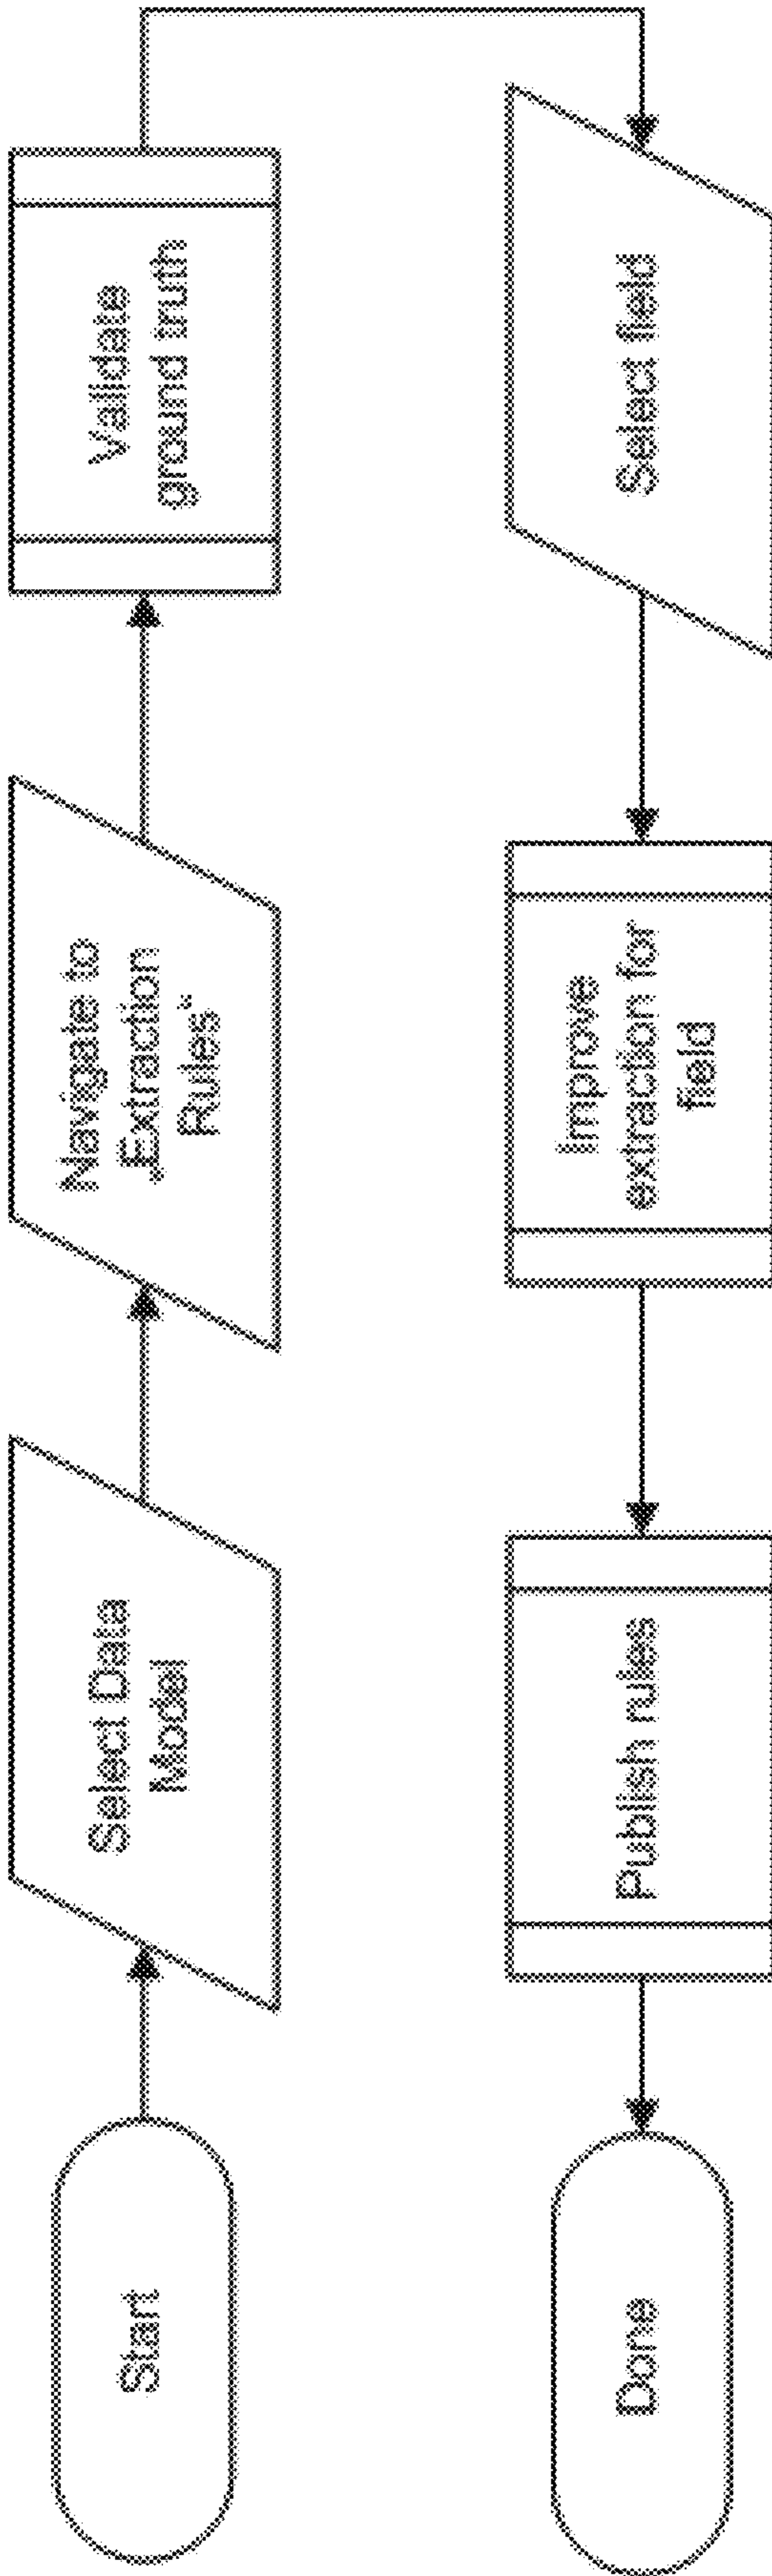 Start
Select Data
Model
Navigate to
„Extraction
Rules“
Validate
ground truth
Select field
Improve
extraction for
field
Publish rules
Done